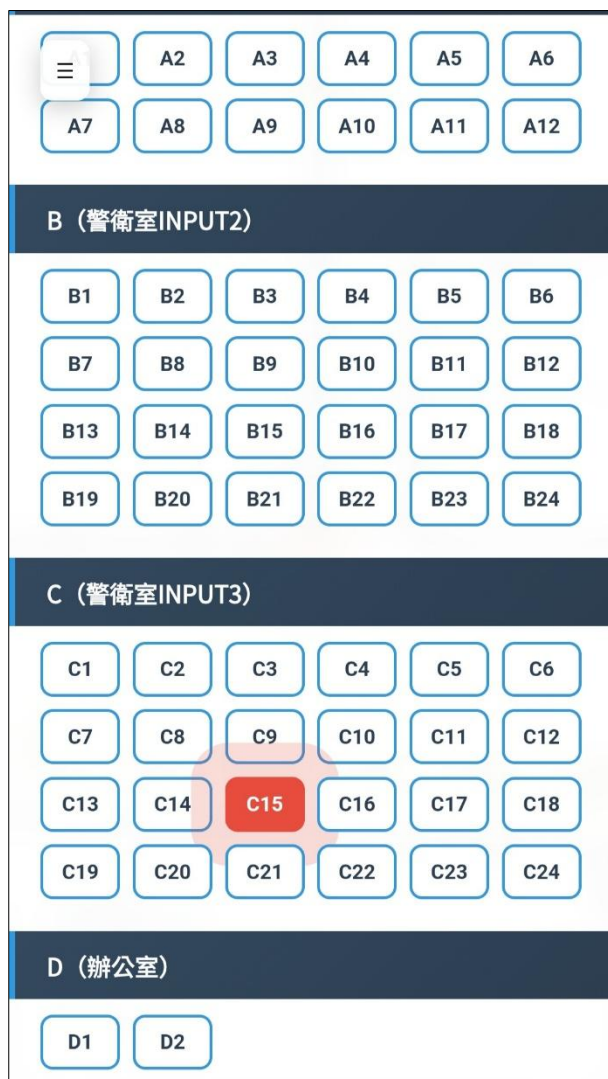 ☰ A2 A3 A4 A5 A6
A7 A8 A9 A10 A11 A12
B（警衛室INPUT2）
B1 B2 B3 B4 B5 B6
B7 B8 B9 B10 B11 B12
B13 B14 B15 B16 B17 B18
B19 B20 B21 B22 B23 B24
C（警衛室INPUT3）
C1 C2 C3 C4 C5 C6
C7 C8 C9 C10 C11 C12
C13 C14 C15 C16 C17 C18
C19 C20 C21 C22 C23 C24
D（辦公室）
D1 D2